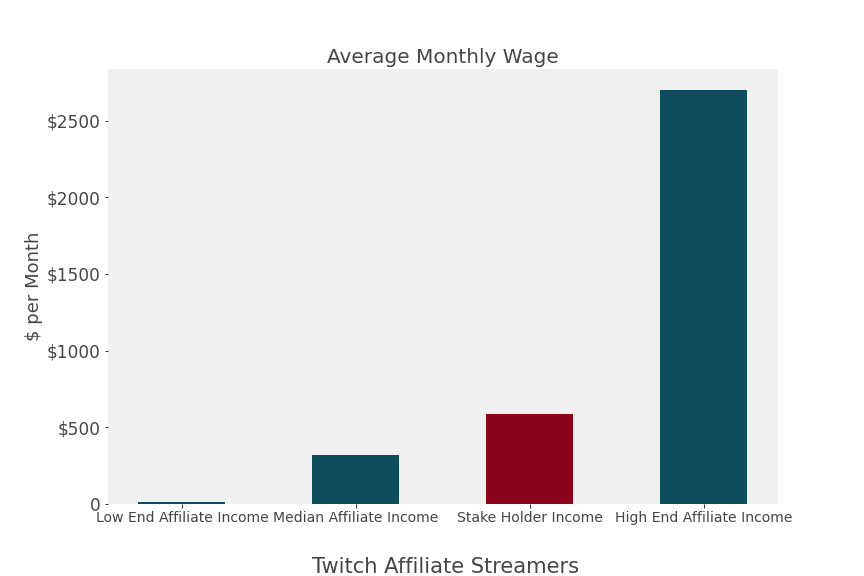 Average Monthly Wage
$ per Month
$2500
$2000
$1500
$1000
$500
0
Low End Affiliate Income
Median Affiliate Income
Stake Holder Income
High End Affiliate Income
Twitch Affiliate Streamers